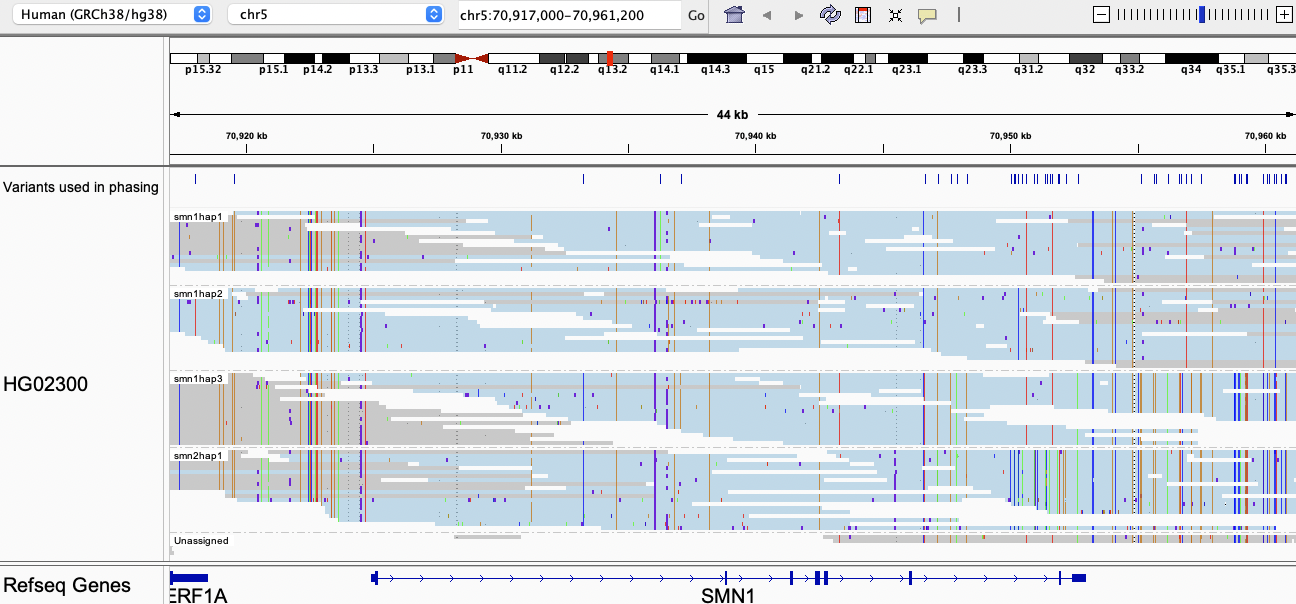 Human (GRCh38/hg38) chr5 chr5:70,917,000-70,961,200 Go
p15.32 p15.1 p14.2 p13.3 p13.1 p11 q11.2 q12.2 q13.2 q14.1 q14.3 q15 q21.2 q22.1 q23.1 q23.3 q31.2 q32 q33.2 q34 q35.1 q35.3
44 kb
70,920 kb 70,930 kb 70,940 kb 70,950 kb 70,960 kb
Variants used in phasing
smn1hap1
smn1hap2
HG02300
smn1hap3
smn2hap1
Unassigned
Refseq Genes
ERF1A SMN1